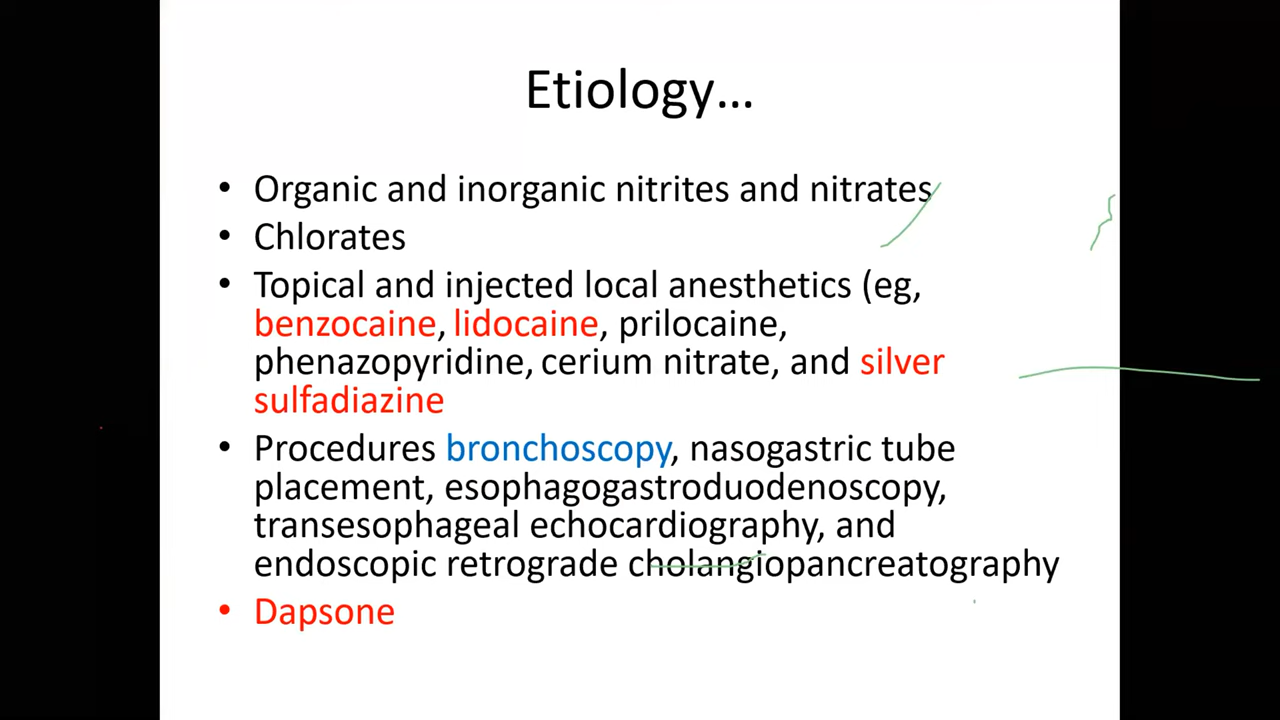 Etiology…
• Organic and inorganic nitrites and nitrates
• Chlorates
• Topical and injected local anesthetics (eg,
benzocaine, lidocaine, prilocaine,
phenazopyridine, cerium nitrate, and silver
sulfadiazine
• Procedures bronchoscopy, nasogastric tube
placement, esophagogastroduodenoscopy,
transesophageal echocardiography, and
endoscopic retrograde cholangiopancreatography
• Dapsone